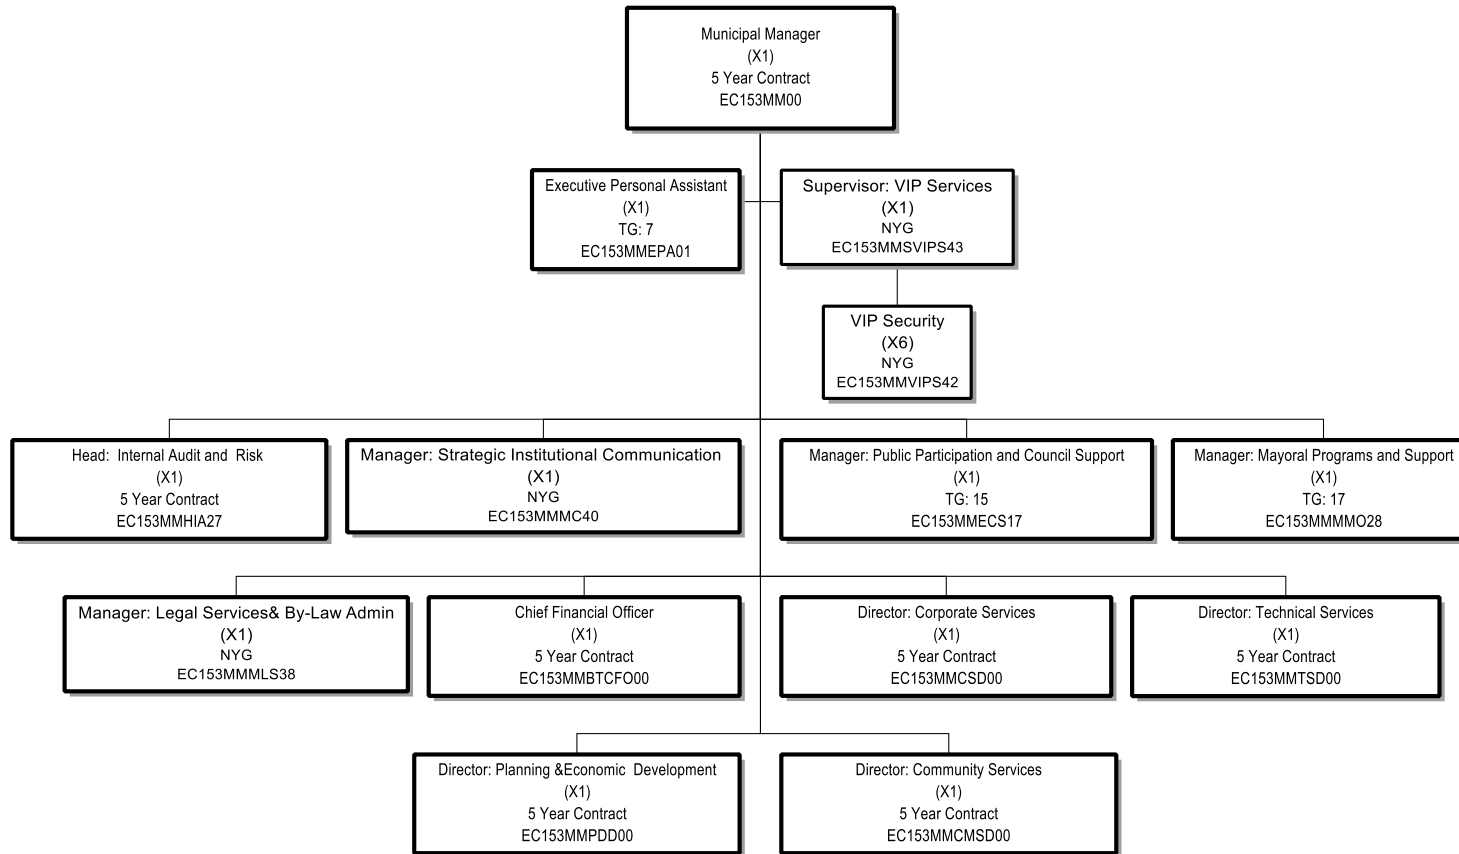 Municipal Manager
(X1)
5 Year Contract
EC153MM00
Executive Personal Assistant
(X1)
TG: 7
EC153MMEPA01
Supervisor: VIP Services
(X1)
NYG
EC153MMSVIPS43
VIP Security
(X6)
NYG
EC153MMVIPS42
Head: Internal Audit and Risk
(X1)
5 Year Contract
EC153MMHIA27
Manager: Strategic Institutional Communication
(X1)
NYG
EC153MMMC40
Manager: Public Participation and Council Support
(X1)
TG: 15
EC153MMECS17
Manager: Mayoral Programs and Support
(X1)
TG: 17
EC153MMMMO28
Manager: Legal Services& By-Law Admin
(X1)
NYG
EC153MMMLS38
Chief Financial Officer
(X1)
5 Year Contract
EC153MMBTCFO00
Director: Corporate Services
(X1)
5 Year Contract
EC153MMCSD00
Director: Technical Services
(X1)
5 Year Contract
EC153MMTSD00
Director: Planning &Economic Development
(X1)
5 Year Contract
EC153MMPDD00
Director: Community Services
(X1)
5 Year Contract
EC153MMCMSD00